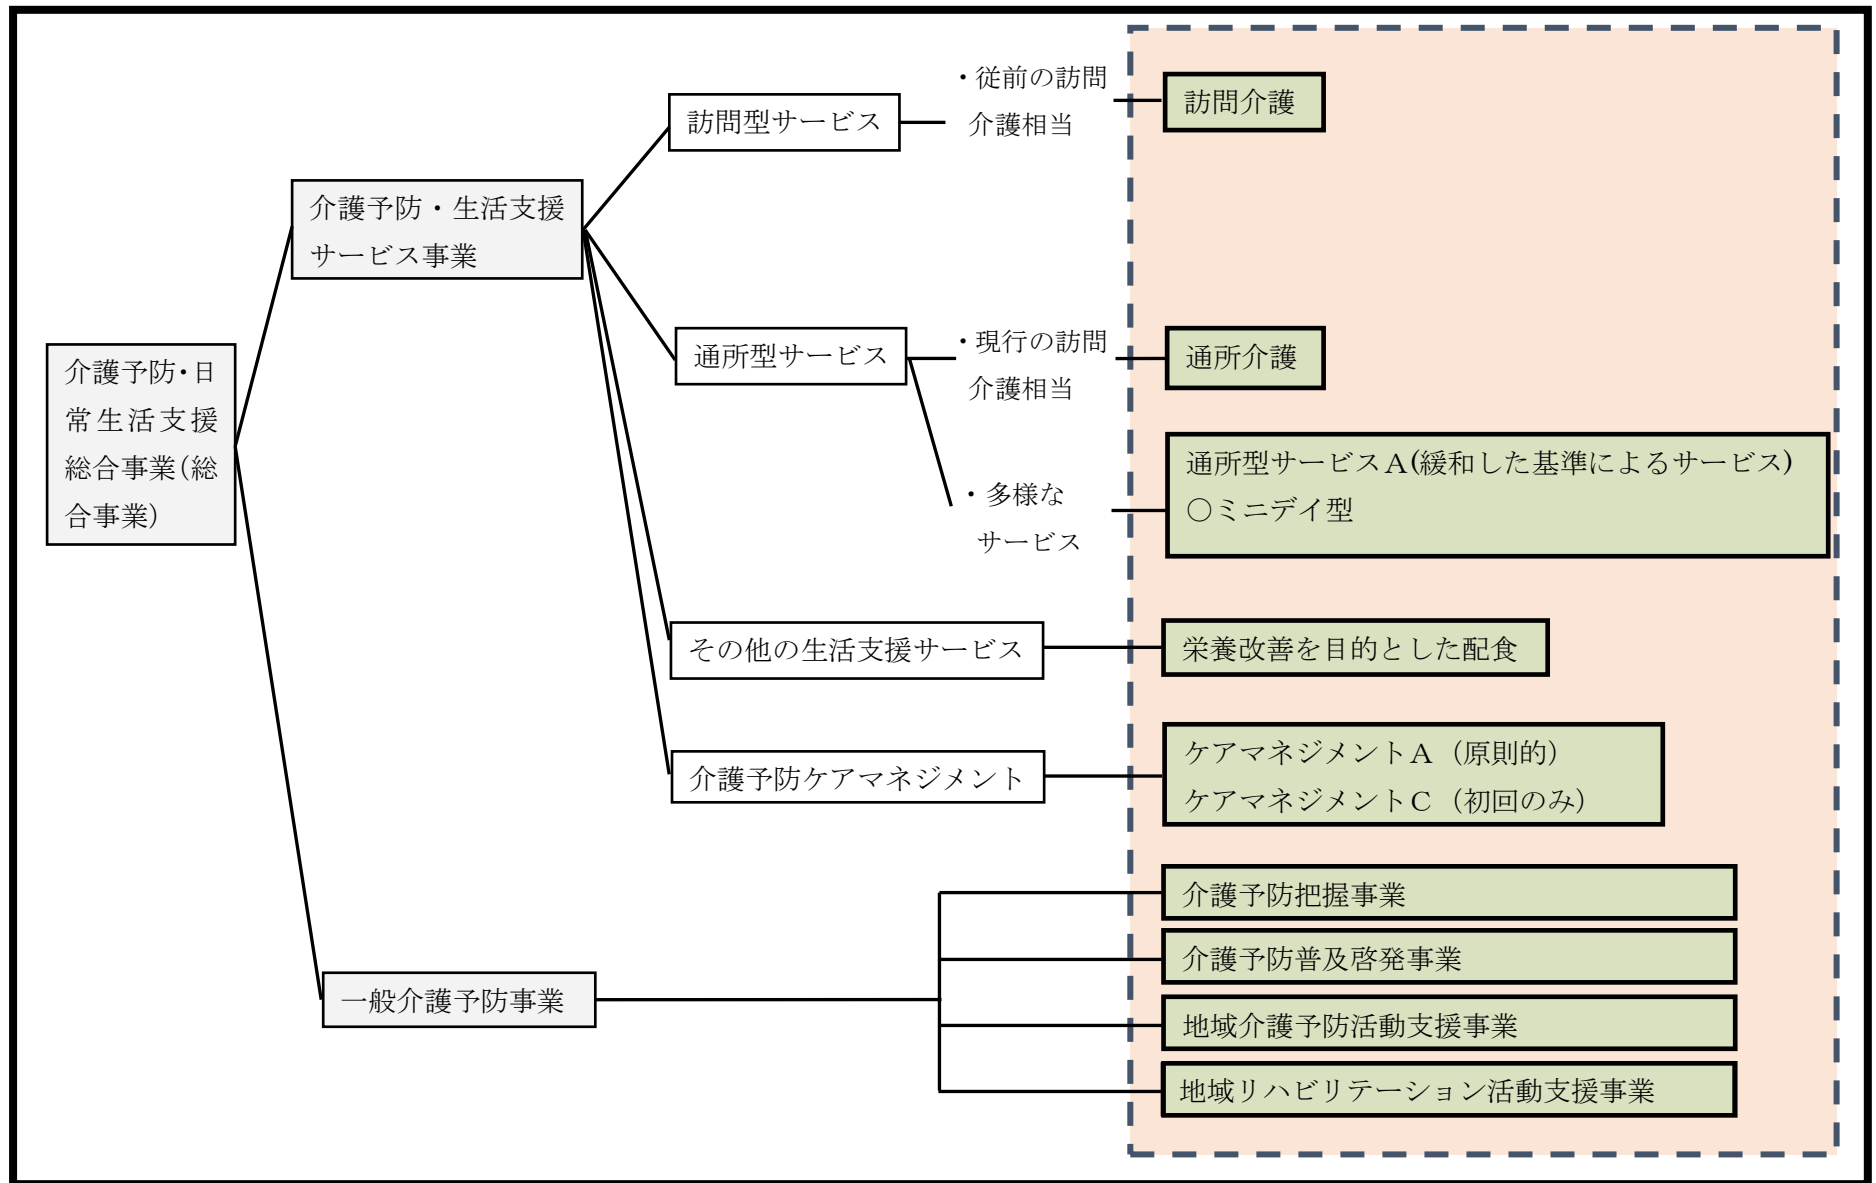 介護予防・日
常生活支援
総合事業(総
合事業)
介護予防・生活支援
サービス事業
訪問型サービス
・従前の訪問
介護相当
訪問介護
通所型サービス
・現行の訪問
介護相当
通所介護
・多様な
サービス
通所型サービスA(緩和した基準によるサービス)
○ミニデイ型
その他の生活支援サービス
栄養改善を目的とした配食
介護予防ケアマネジメント
ケアマネジメントA（原則的）
ケアマネジメントC（初回のみ）
一般介護予防事業
介護予防把握事業
介護予防普及啓発事業
地域介護予防活動支援事業
地域リハビリテーション活動支援事業